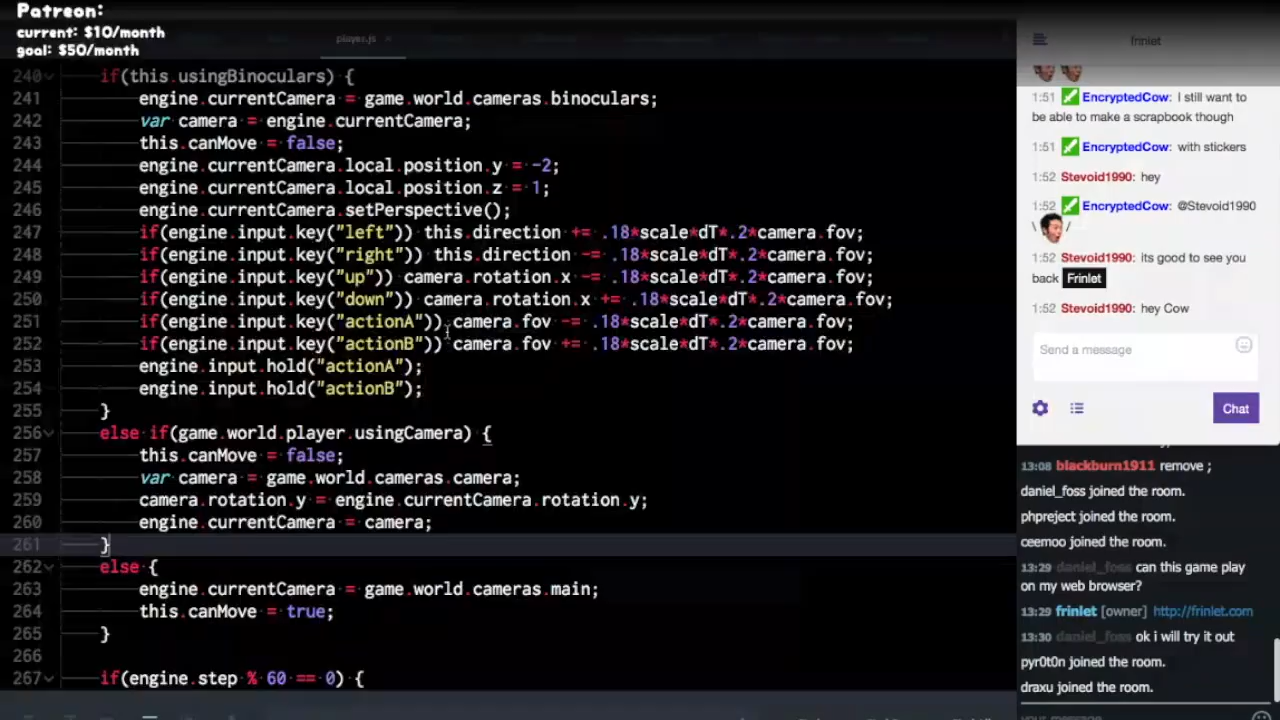 Patreon:
current: $10/month
goal: $50/month
player.js
240 if(this.usingBinoculars) {
241 engine.currentCamera = game.world.cameras.binoculars;
242 var camera = engine.currentCamera;
243 this.canMove = false;
244 engine.currentCamera.local.position.y = -2;
245 engine.currentCamera.local.position.z = 1;
246 engine.currentCamera.setPerspective();
247 if(engine.input.key("left")) this.direction += .18*scale*dT*.2*camera.fov;
248 if(engine.input.key("right")) this.direction -= .18*scale*dT*.2*camera.fov;
249 if(engine.input.key("up")) camera.rotation.x -= .18*scale*dT*.2*camera.fov;
250 if(engine.input.key("down")) camera.rotation.x += .18*scale*dT*.2*camera.fov;
251 if(engine.input.key("actionA")) camera.fov -= .18*scale*dT*.2*camera.fov;
252 if(engine.input.key("actionB")) camera.fov += .18*scale*dT*.2*camera.fov;
253 engine.input.hold("actionA");
254 engine.input.hold("actionB");
255 }
256 else if(game.world.player.usingCamera) {
257 this.canMove = false;
258 var camera = game.world.cameras.camera;
259 camera.rotation.y = engine.currentCamera.rotation.y;
260 engine.currentCamera = camera;
261 }
262 else {
263 engine.currentCamera = game.world.cameras.main;
264 this.canMove = true;
265 }
266
267 if(engine.step % 60 == 0) {
frinlet
1:51 EncryptedCow: I still want to
be able to make a scrapbook though
1:51 EncryptedCow: with stickers
1:52 Stevoid1990: hey
1:52 EncryptedCow: @Stevoid1990
\ /
1:52 Stevoid1990: its good to see you
back Frinlet
1:52 Stevoid1990: hey Cow
Send a message
Chat
13:08 blackburn1911 remove ;
daniel_foss joined the room.
phpreject joined the room.
ceemoo joined the room.
13:29 daniel_foss can this game play
on my web browser?
13:29 frinlet [owner] http://frinlet.com
13:30 daniel_foss ok i will try it out
pyr0t0n joined the room.
draxu joined the room.
your message